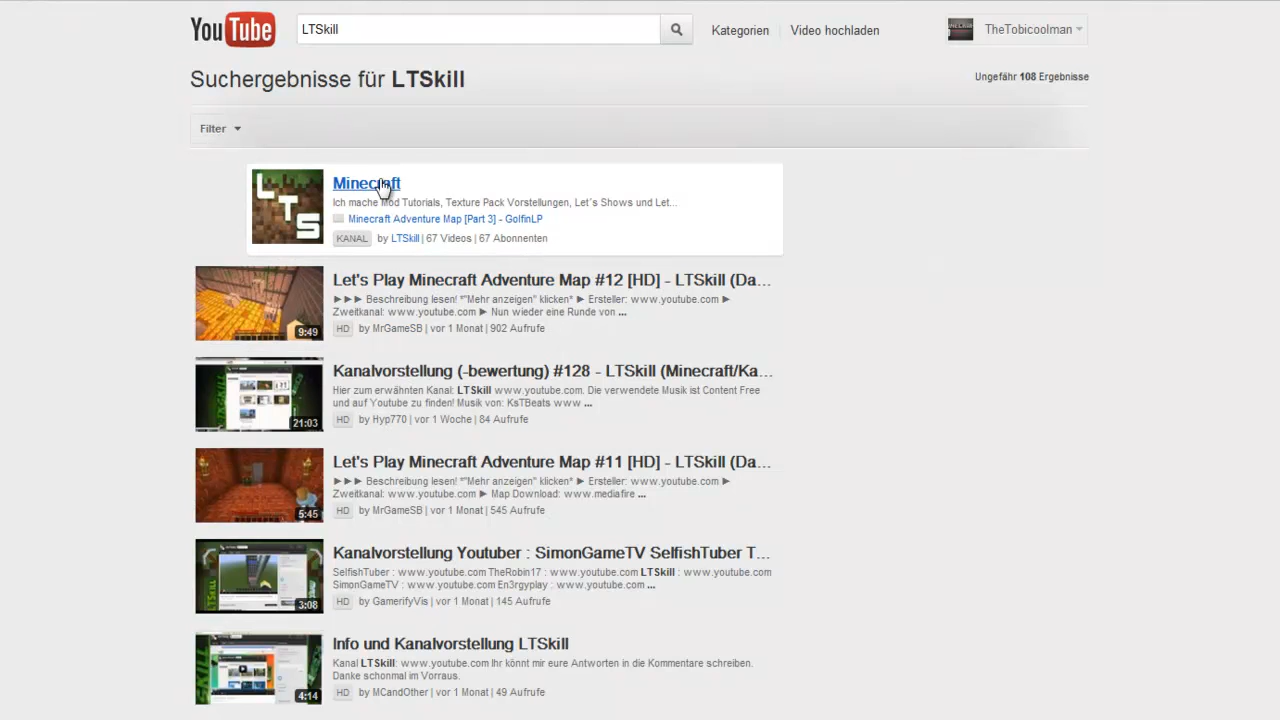 YouTube
LTSkill
Kategorien
Video hochladen
TheTobicoolman
Suchergebnisse für LTSkill
Ungefähr 108 Ergebnisse
Filter
LTS
Minecraft
Ich mache Mod Tutorials, Texture Pack Vorstellungen, Let´s Shows und Let...
Minecraft Adventure Map [Part 3] - GolfinLP
KANAL by LTSkill | 67 Videos | 67 Abonnenten
Let's Play Minecraft Adventure Map #12 [HD] - LTSkill (Da...
►►► Beschreibung lesen! *"Mehr anzeigen" klicken* ► Ersteller: www.youtube.com ►
Zweitkanal: www.youtube.com ► Nun wieder eine Runde von ...
9:49
HD by MrGameSB | vor 1 Monat | 902 Aufrufe
Kanalvorstellung (-bewertung) #128 - LTSkill (Minecraft/Ka...
Hier zum erwähnten Kanal: LTSkill www.youtube.com. Die verwendete Musik ist Content Free
und auf Youtube zu finden! Musik von: KsTBeats www ...
21:03
HD by Hyp770 | vor 1 Woche | 84 Aufrufe
Let's Play Minecraft Adventure Map #11 [HD] - LTSkill (Da...
►►► Beschreibung lesen! *"Mehr anzeigen" klicken* ► Ersteller: www.youtube.com ►
Zweitkanal: www.youtube.com ► Map Download: www.mediafire ...
5:45
HD by MrGameSB | vor 1 Monat | 545 Aufrufe
Kanalvorstellung Youtuber : SimonGameTV SelfishTuber T...
SelfishTuber : www.youtube.com TheRobin17 : www.youtube.com LTSkill : www.youtube.com
SimonGameTV : www.youtube.com En3rgyplay : www.youtube.com ...
3:08
HD by GamerifyVis | vor 1 Monat | 145 Aufrufe
Info und Kanalvorstellung LTSkill
Kanal LTSkill: www.youtube.com Ihr könnt mir eure Antworten in die Kommentare schreiben.
Danke schonmal im Vorraus.
4:14
HD by MCandOther | vor 1 Monat | 49 Aufrufe